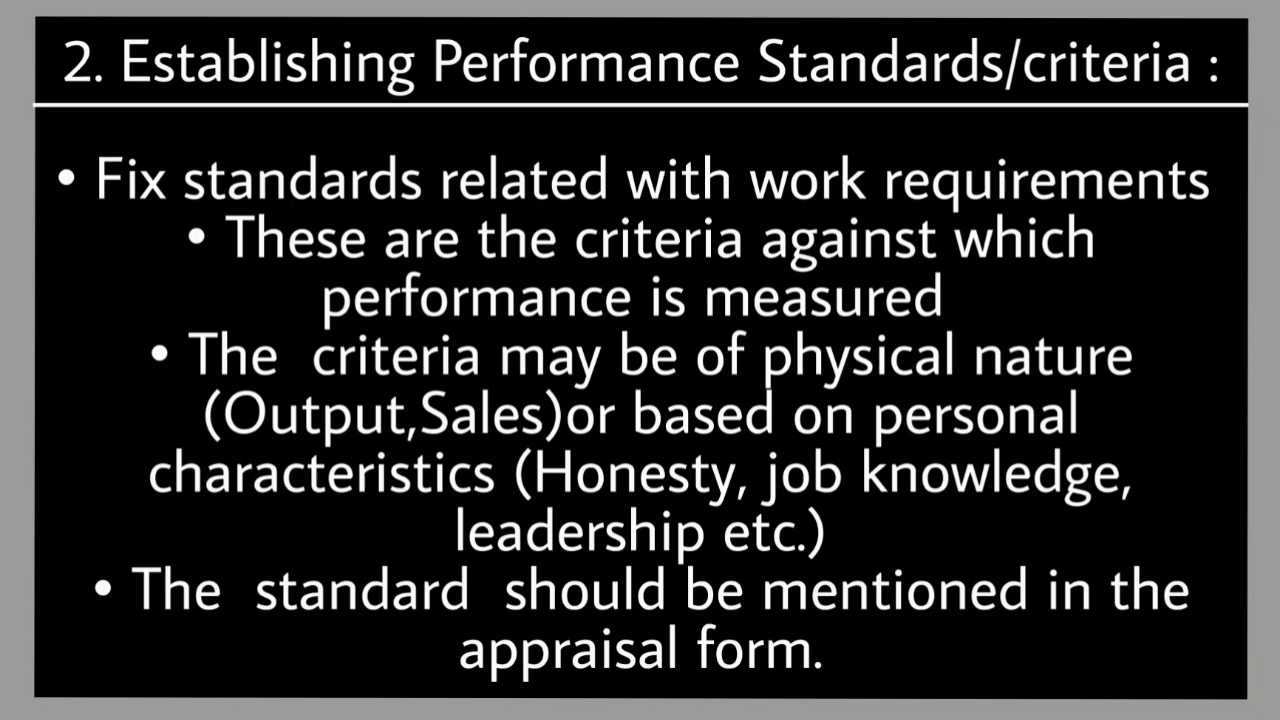 2. Establishing Performance Standards/criteria :
• Fix standards related with work requirements
• These are the criteria against which
performance is measured
• The  criteria may be of physical nature
(Output,Sales)or based on personal
characteristics (Honesty, job knowledge,
leadership etc.)
• The  standard  should be mentioned in the
appraisal form.